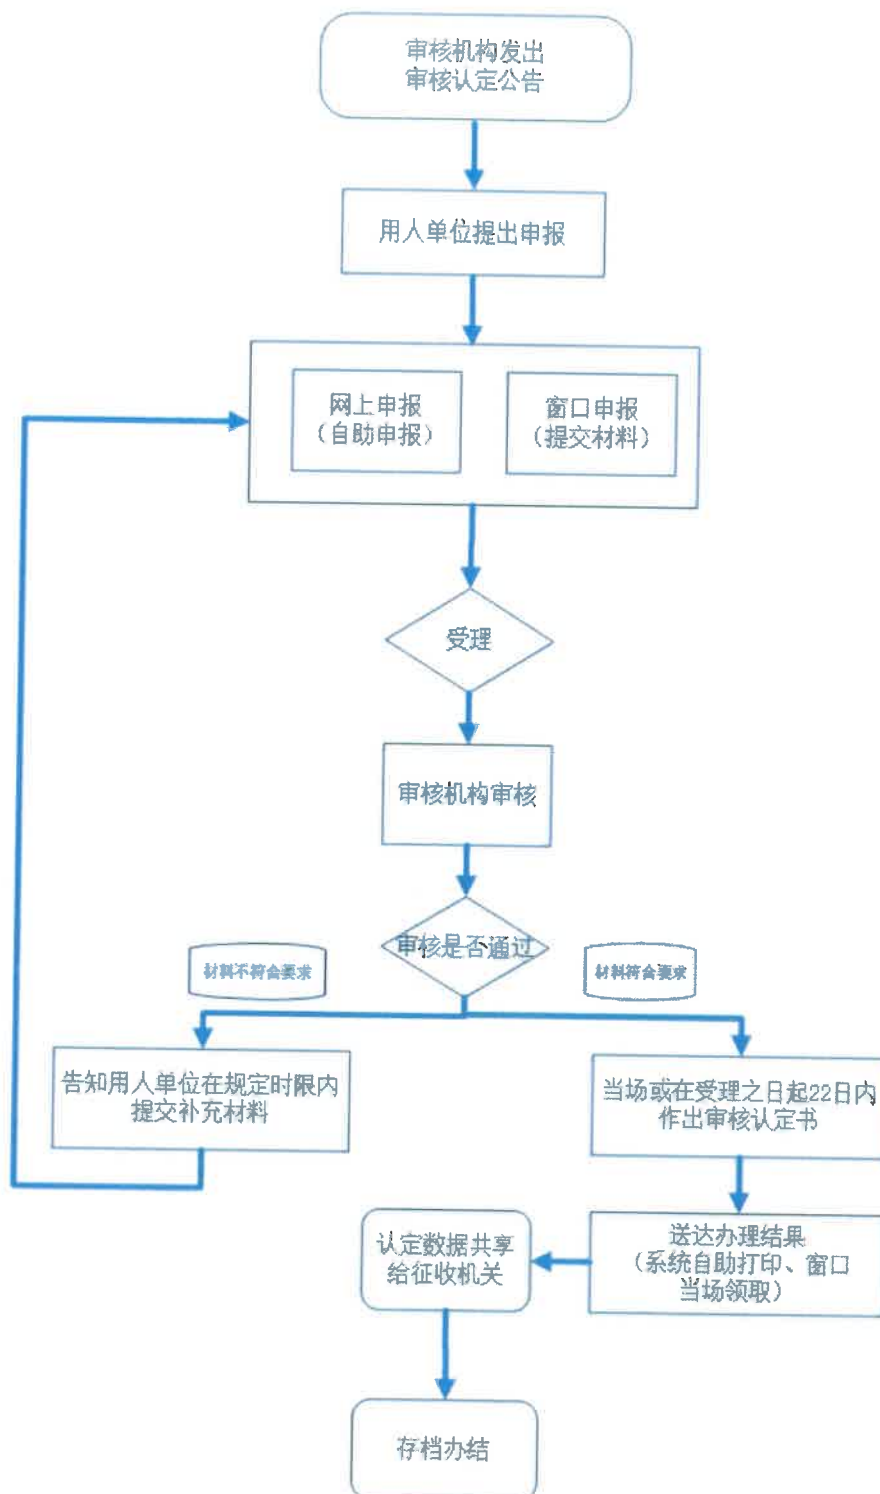 审核机构发出
审核认定公告
用人单位提出申报
网上申报
（自助申报）
窗口申报
（提交材料）
受理
审核机构审核
审核是否通过
材料不符合要求
材料符合要求
告知用人单位在规定时限内
提交补充材料
当场或在受理之日起22日内
作出审核认定书
送达办理结果
（系统自助打印、窗口
当场领取）
认定数据共享
给征收机关
存档办结